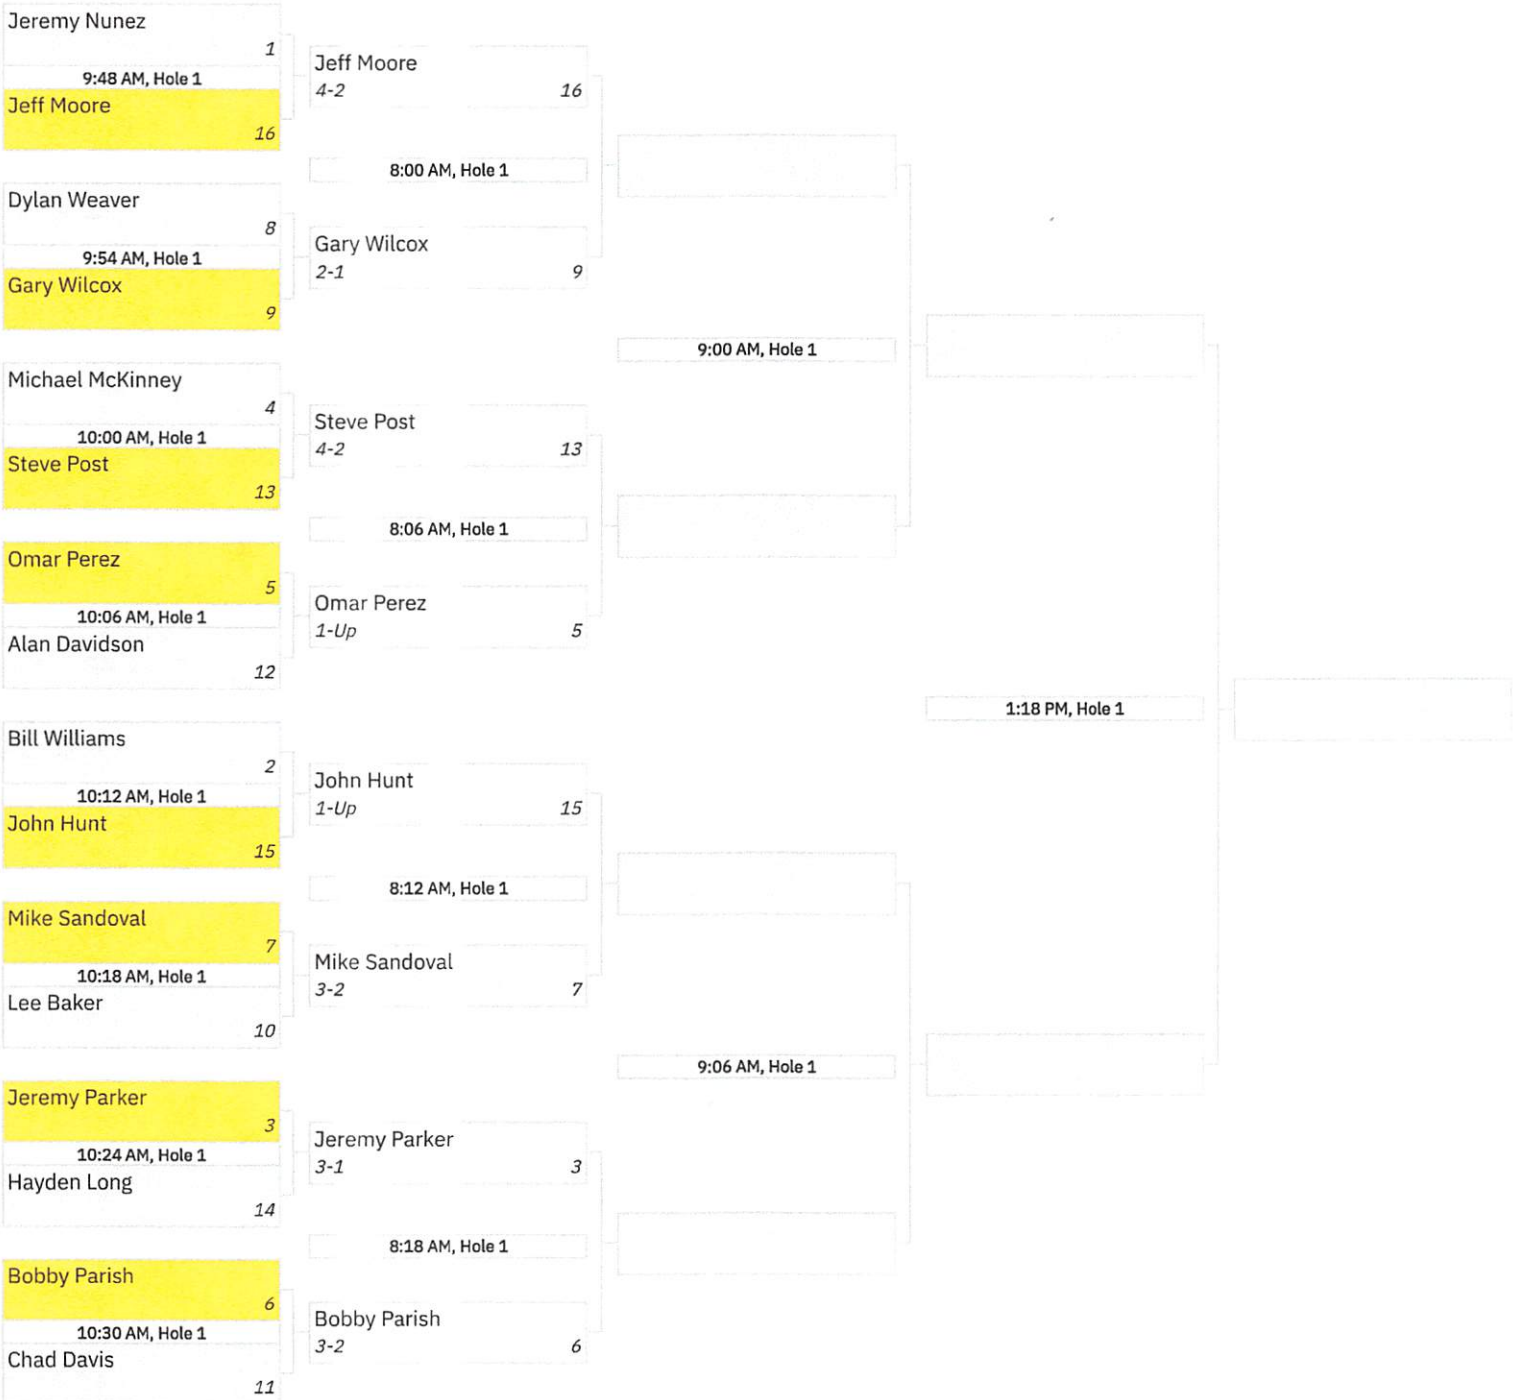 Jeremy Nunez
1
9:48 AM, Hole 1
Jeff Moore
16
Dylan Weaver
8
9:54 AM, Hole 1
Gary Wilcox
9
Michael McKinney
4
10:00 AM, Hole 1
Steve Post
13
Omar Perez
5
10:06 AM, Hole 1
Alan Davidson
12
Bill Williams
2
10:12 AM, Hole 1
John Hunt
15
Mike Sandoval
7
10:18 AM, Hole 1
Lee Baker
10
Jeremy Parker
3
10:24 AM, Hole 1
Hayden Long
14
Bobby Parish
6
10:30 AM, Hole 1
Chad Davis
11
Jeff Moore
4-2 16
8:00 AM, Hole 1
Gary Wilcox
2-1 9
Steve Post
4-2 13
8:06 AM, Hole 1
Omar Perez
1-Up 5
John Hunt
1-Up 15
8:12 AM, Hole 1
Mike Sandoval
3-2 7
Jeremy Parker
3-1 3
8:18 AM, Hole 1
Bobby Parish
3-2 6
9:00 AM, Hole 1
9:06 AM, Hole 1
1:18 PM, Hole 1